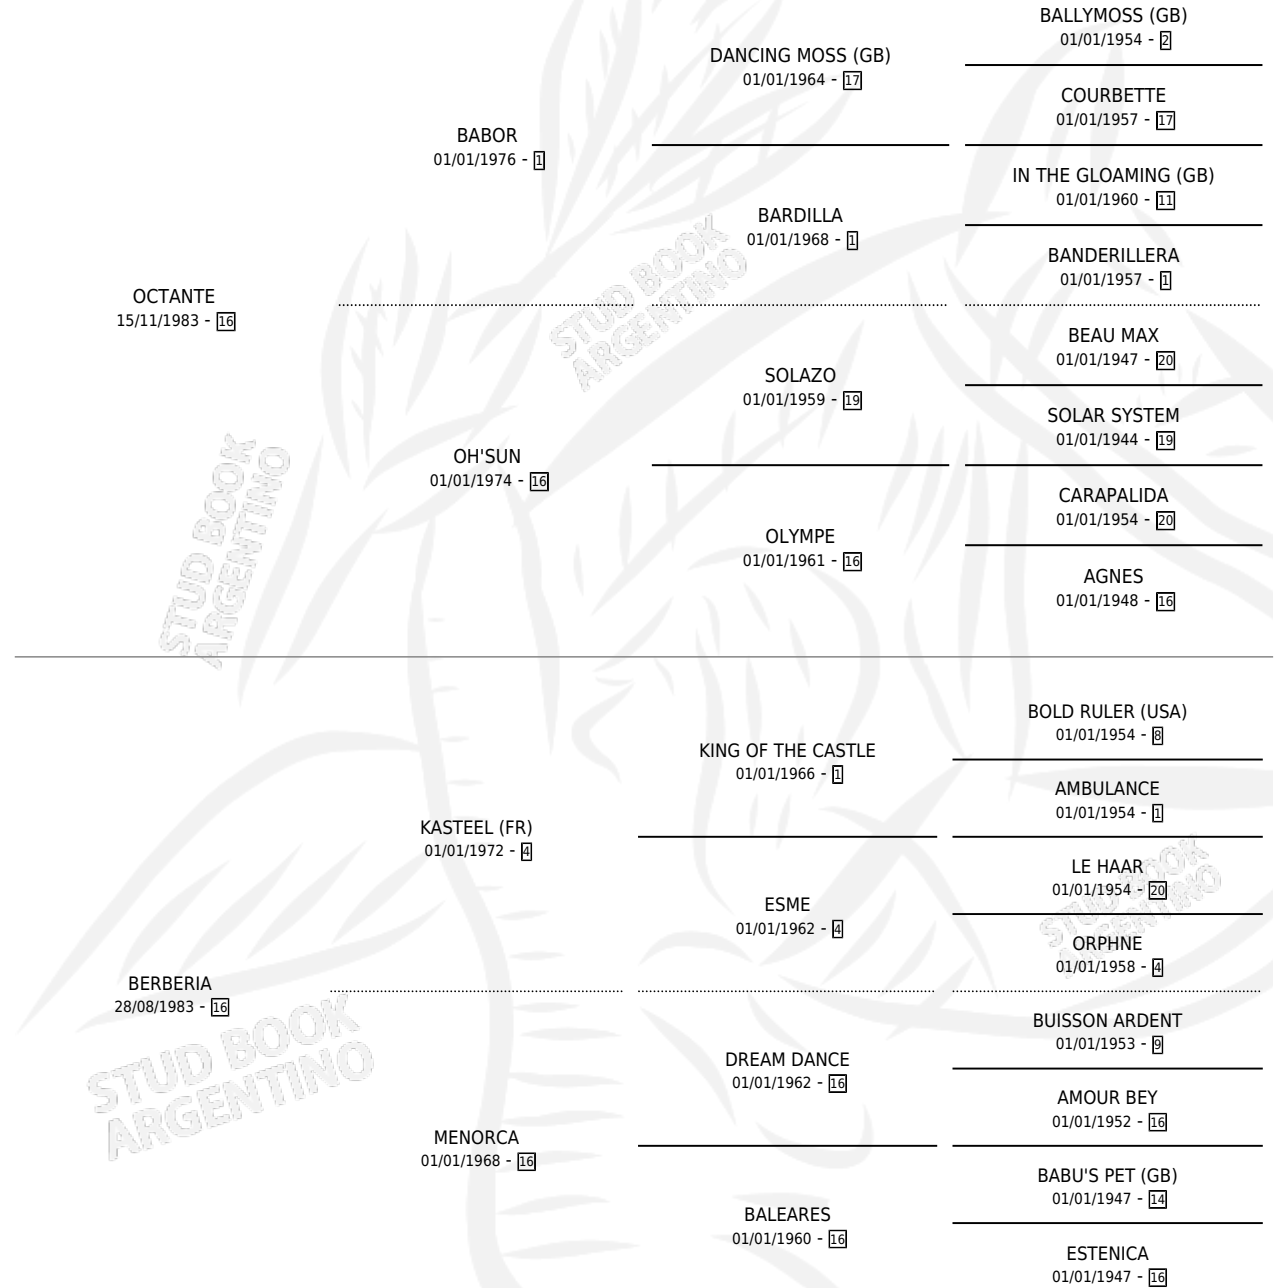 BALLYMOSS (GB)
01/01/1954 - 2
DANCING MOSS (GB)
01/01/1964 - 17
COURBETTE
01/01/1957 - 17
BABOR
01/01/1976 - 1
IN THE GLOAMING (GB)
01/01/1960 - 11
BARDILLA
01/01/1968 - 1
BANDERILLERA
01/01/1957 - 1
OCTANTE
15/11/1983 - 16
STUD BOOK
ARGENTINO
BEAU MAX
01/01/1947 - 20
SOLAZO
01/01/1959 - 19
SOLAR SYSTEM
01/01/1944 - 19
OH'SUN
01/01/1974 - 16
CARAPALIDA
01/01/1954 - 20
OLYMPE
01/01/1961 - 16
AGNES
01/01/1948 - 16
STUD BOOK
ARGENTINO
BOLD RULER (USA)
01/01/1954 - 8
KING OF THE CASTLE
01/01/1966 - 1
AMBULANCE
01/01/1954 - 1
KASTEEL (FR)
01/01/1972 - 4
LE HAAR
01/01/1954 - 20
ESME
01/01/1962 - 4
ORPHNE
01/01/1958 - 4
STUD BOOK
ARGENTINO
BERBERIA
28/08/1983 - 16
BUISSON ARDENT
01/01/1953 - 9
DREAM DANCE
01/01/1962 - 16
AMOUR BEY
01/01/1952 - 16
STUD BOOK
ARGENTINO
MENORCA
01/01/1968 - 16
BABU'S PET (GB)
01/01/1947 - 14
BALEARES
01/01/1960 - 16
ESTENICA
01/01/1947 - 16